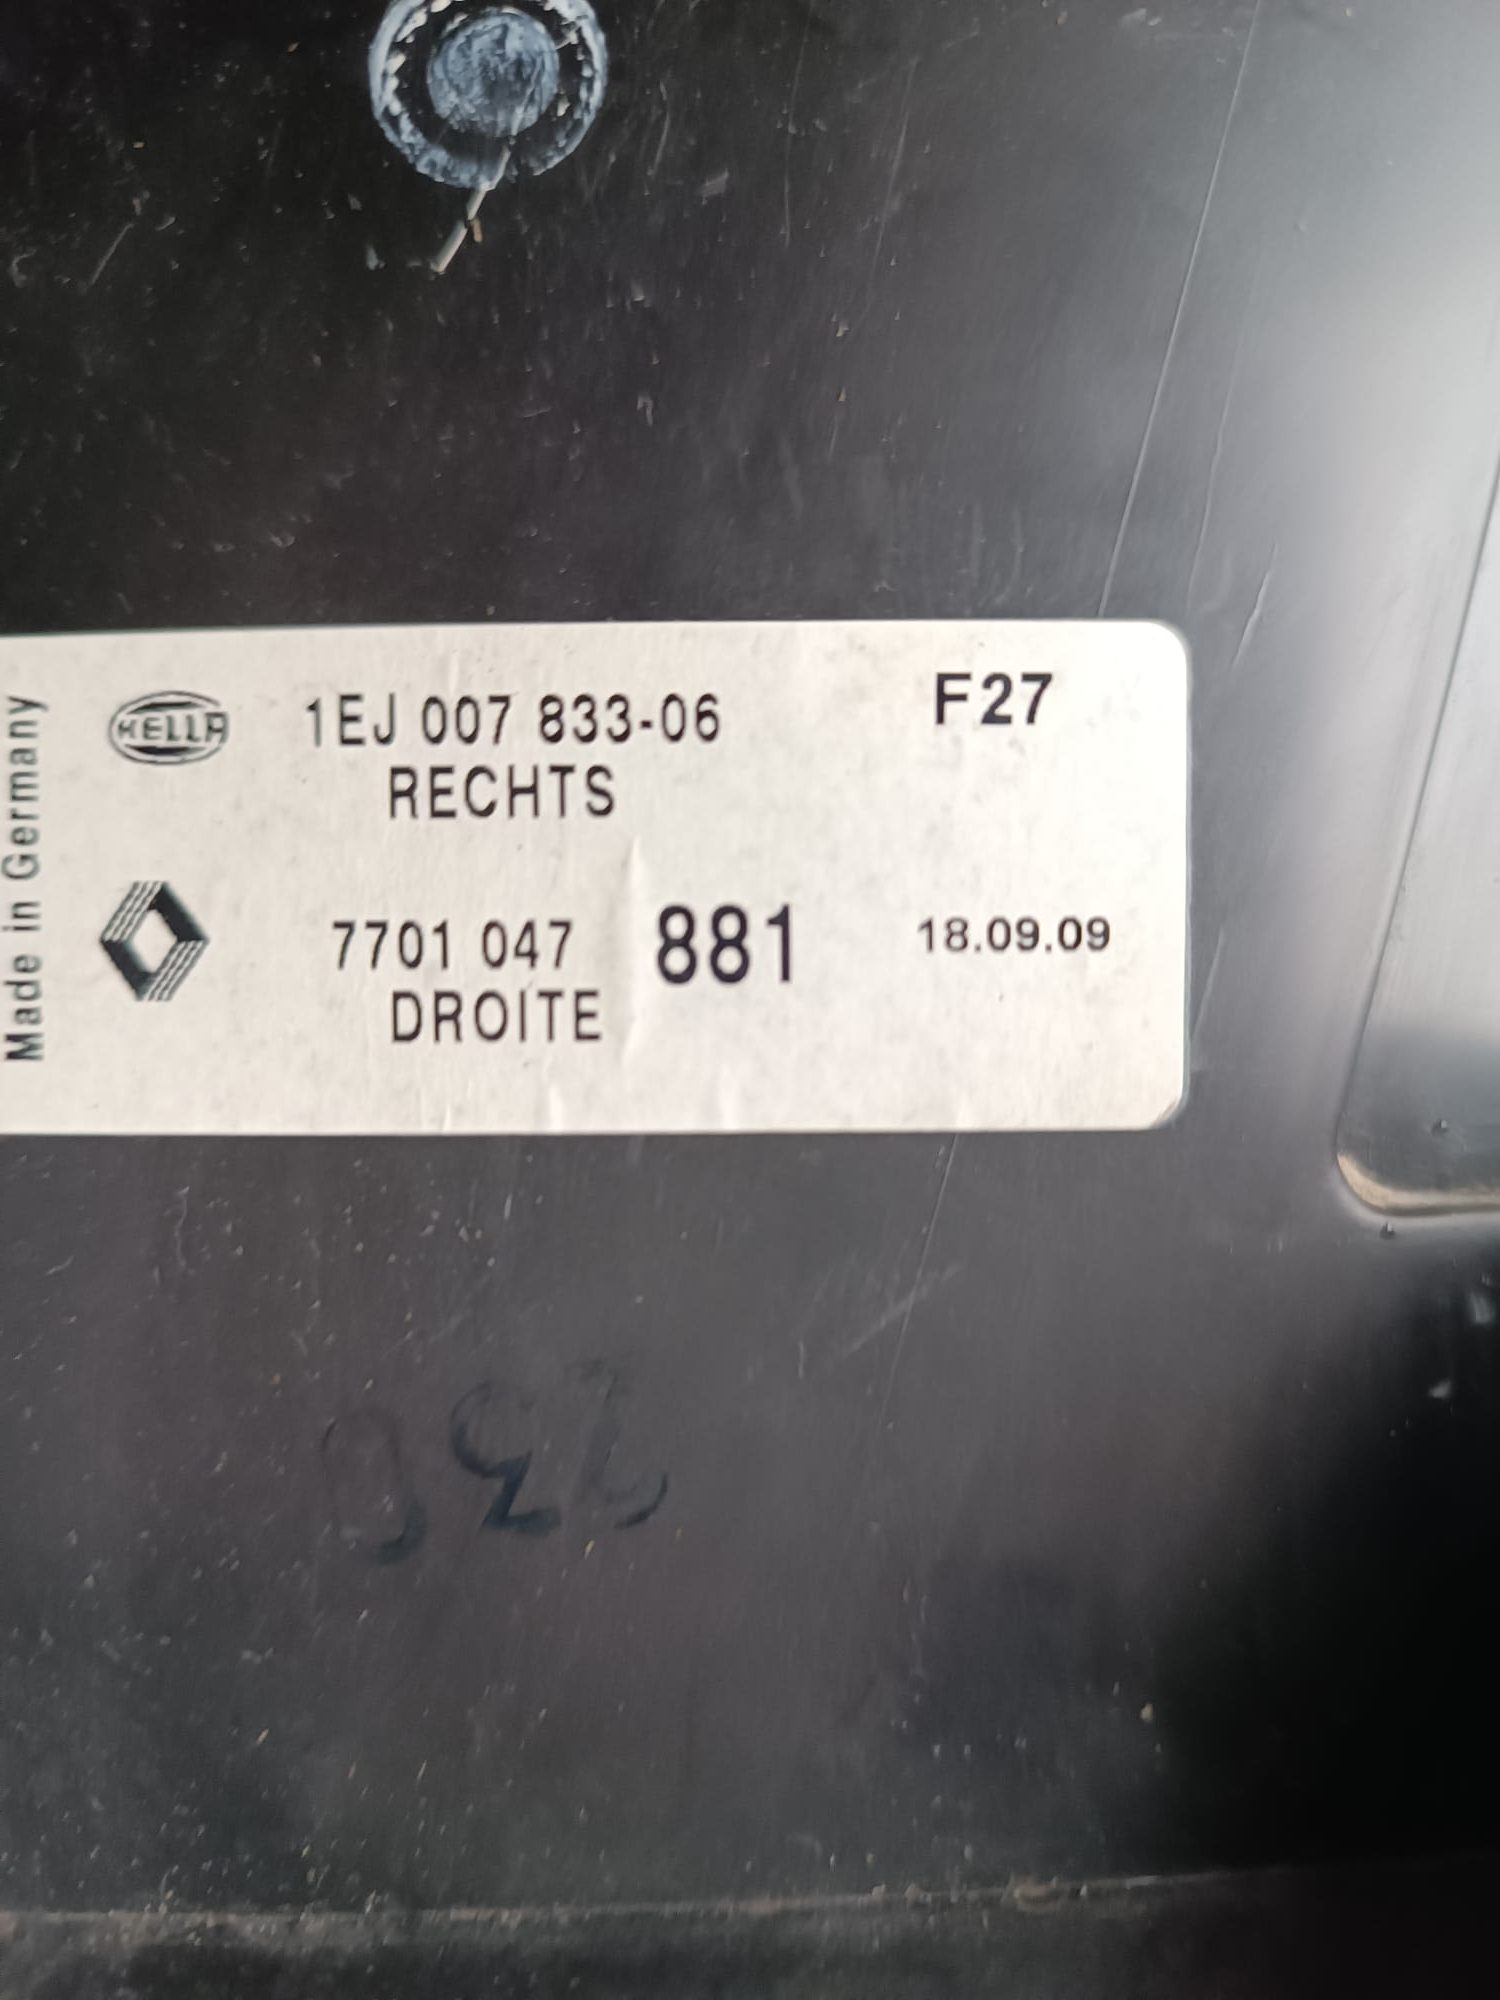 Made in Germany
HELLA 1EJ 007 833-06 F27
RECHTS
7701 047 881 18.09.09
DROITE